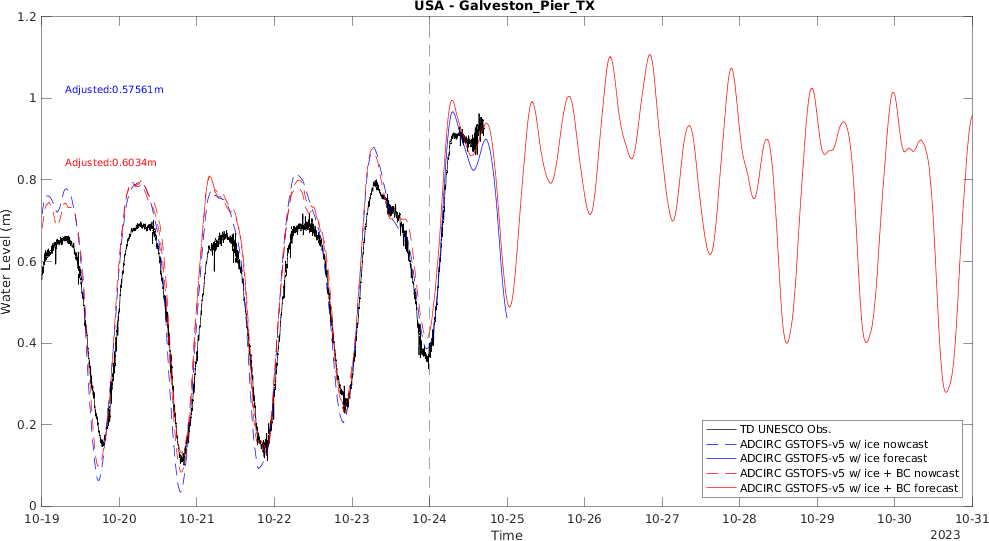 USA - Galveston_Pier_TX
1.2
1
0.8
0.6
0.4
0.2
0
Water Level (m)
Adjusted:0.57561m
Adjusted:0.6034m
TD UNESCO Obs.
ADCIRC GSTOFS-v5 w/ ice nowcast
ADCIRC GSTOFS-v5 w/ ice forecast
ADCIRC GSTOFS-v5 w/ ice + BC nowcast
ADCIRC GSTOFS-v5 w/ ice + BC forecast
10-19 10-20 10-21 10-22 10-23 10-24 10-25 10-26 10-27 10-28 10-29 10-30 10-31
Time
2023